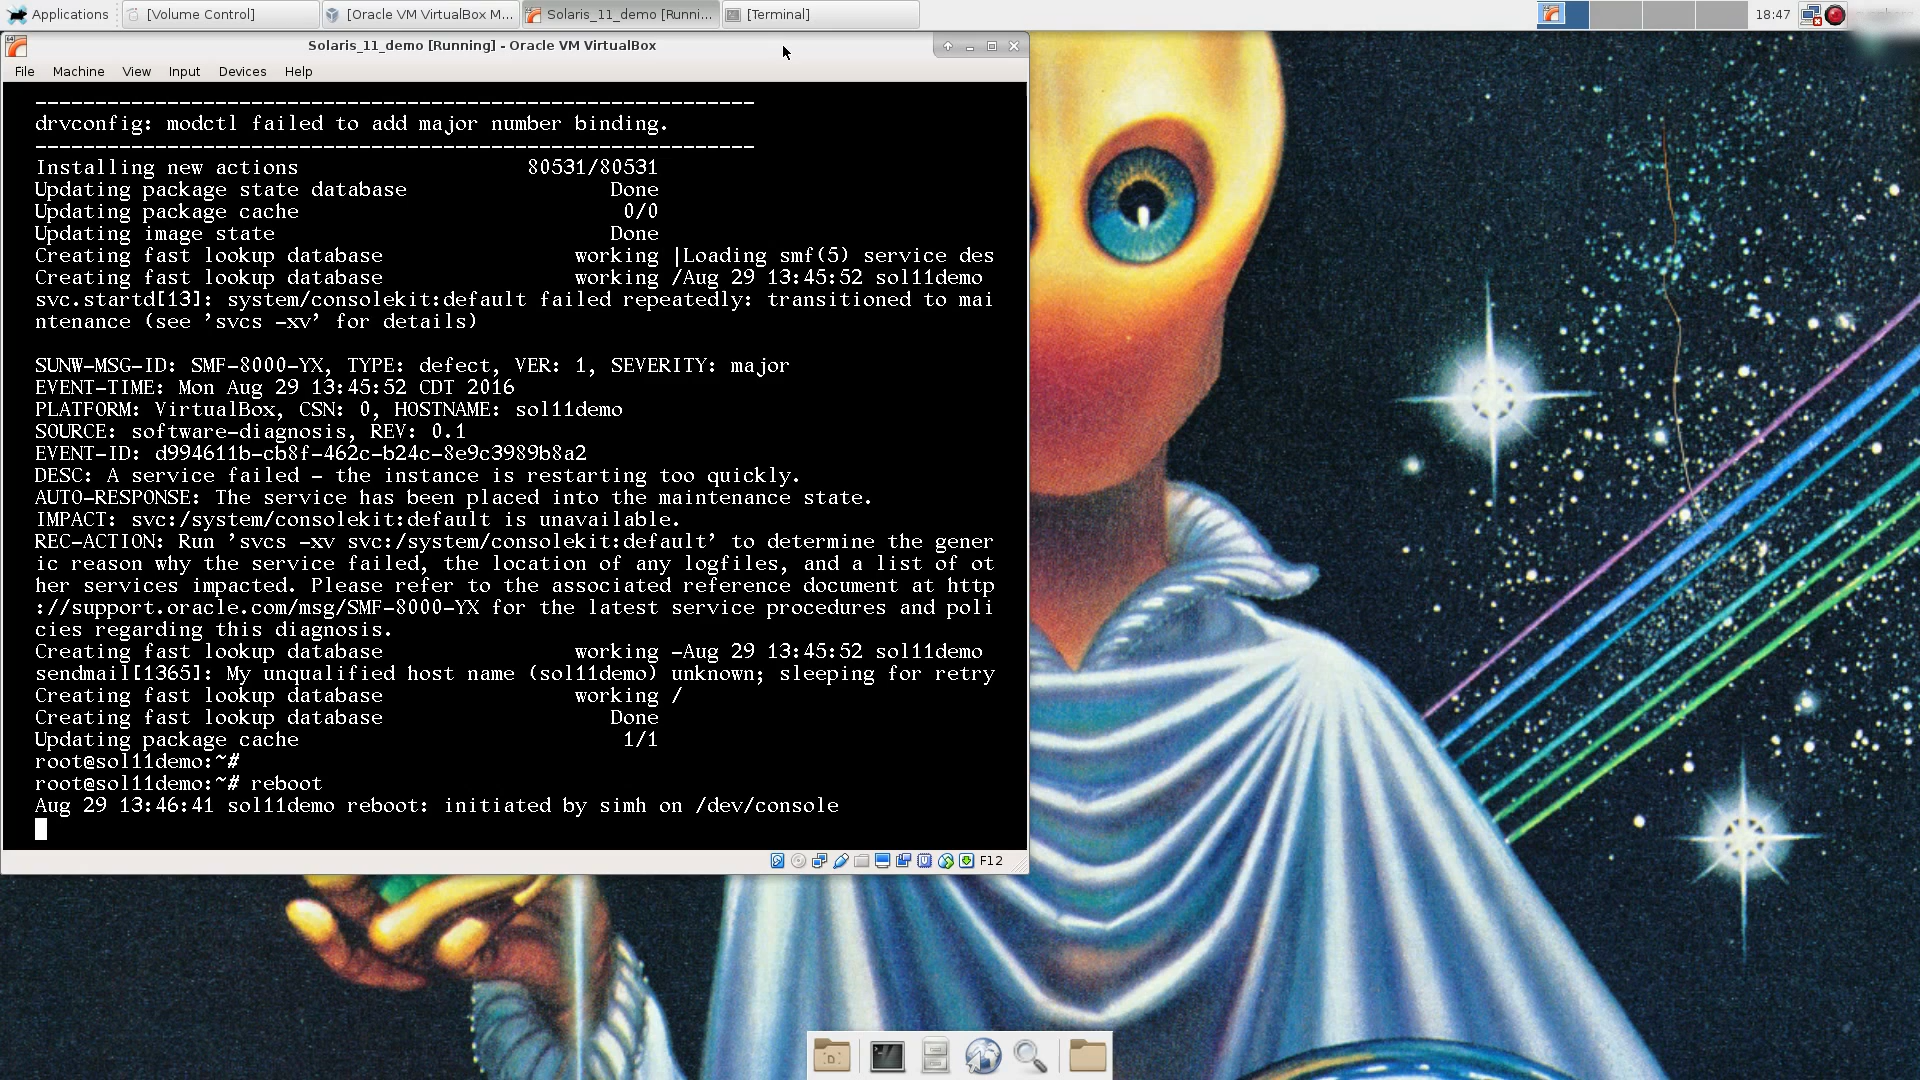 Applications
[Volume Control]
[Oracle VM VirtualBox M...
Solaris_11_demo [Runni...
[Terminal]
18:47
Solaris_11_demo [Running] - Oracle VM VirtualBox
File Machine View Input Devices Help
------------------------------------------------------------
drvconfig: modctl failed to add major number binding.
------------------------------------------------------------
Installing new actions 80531/80531
Updating package state database Done
Updating package cache 0/0
Updating image state Done
Creating fast lookup database working |Loading smf(5) service des
Creating fast lookup database working /Aug 29 13:45:52 sol11demo
svc.startd[13]: system/consolekit:default failed repeatedly: transitioned to mai
ntenance (see 'svcs -xv' for details)
SUNW-MSG-ID: SMF-8000-YX, TYPE: defect, VER: 1, SEVERITY: major
EVENT-TIME: Mon Aug 29 13:45:52 CDT 2016
PLATFORM: VirtualBox, CSN: 0, HOSTNAME: sol11demo
SOURCE: software-diagnosis, REV: 0.1
EVENT-ID: d994611b-cb8f-462c-b24c-8e9c3989b8a2
DESC: A service failed - the instance is restarting too quickly.
AUTO-RESPONSE: The service has been placed into the maintenance state.
IMPACT: svc:/system/consolekit:default is unavailable.
REC-ACTION: Run 'svcs -xv svc:/system/consolekit:default' to determine the gener
ic reason why the service failed, the location of any logfiles, and a list of ot
her services impacted. Please refer to the associated reference document at http
://support.oracle.com/msg/SMF-8000-YX for the latest service procedures and poli
cies regarding this diagnosis.
Creating fast lookup database working -Aug 29 13:45:52 sol11demo
sendmail[1365]: My unqualified host name (sol11demo) unknown; sleeping for retry
Creating fast lookup database working /
Creating fast lookup database Done
Updating package cache 1/1
root@sol11demo:~#
root@sol11demo:~# reboot
Aug 29 13:46:41 sol11demo reboot: initiated by simh on /dev/console
F12